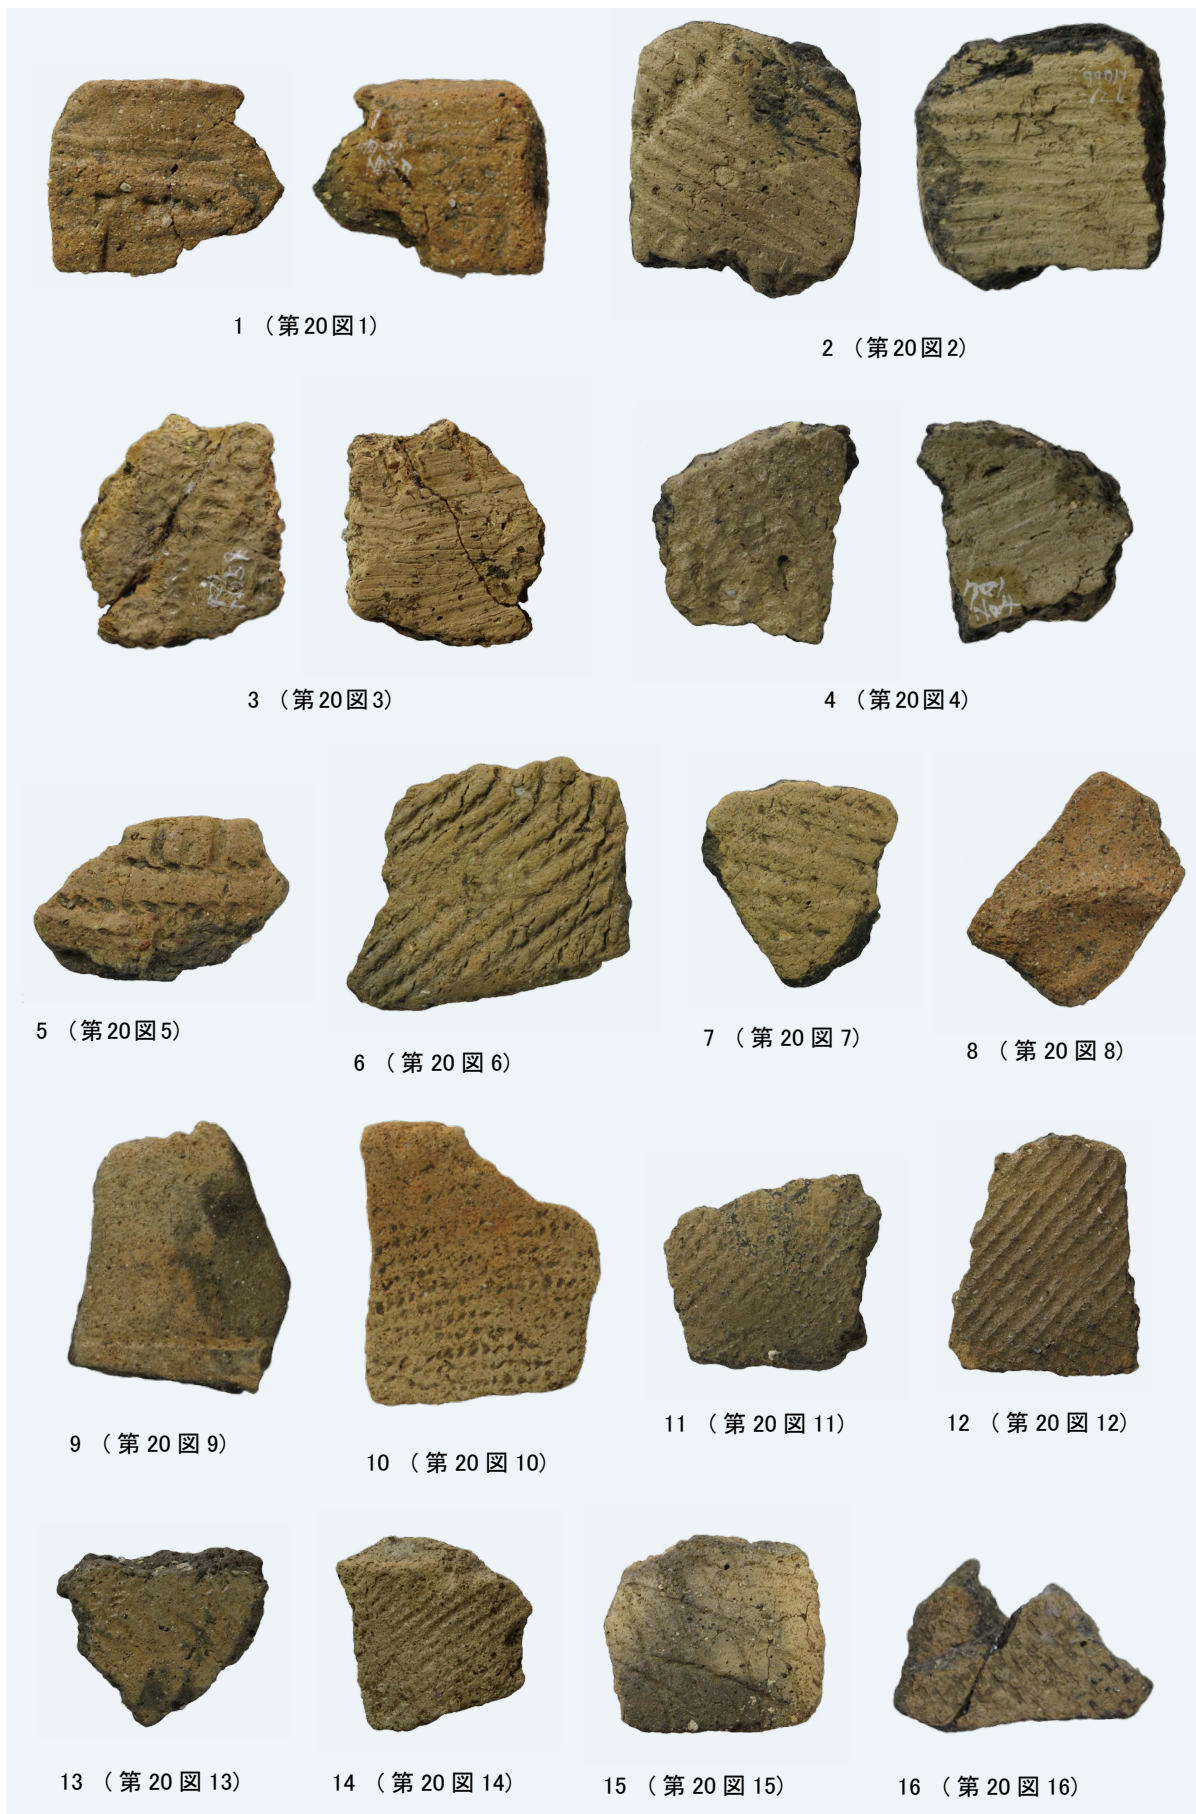 1 （第20図1）
2 （第20図2）
3 （第20図3）
4 （第20図4）
5 （第20図5）
6 （第 20 図 6）
7 （第 20 図 7）
8 （第 20 図 8）
9 （第 20 図 9）
10 （第 20 図 10）
11 （第 20 図 11）
12 （第 20 図 12）
13 （第 20 図 13）
14 （第 20 図 14）
15 （第 20 図 15）
16 （第 20 図 16）